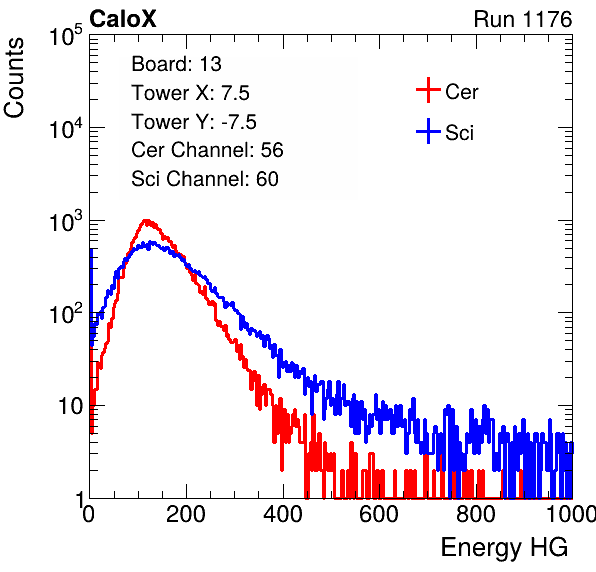 CaloX Run 1176
Counts
Board: 13
Tower X: 7.5
Tower Y: -7.5
Cer Channel: 56
Sci Channel: 60
Cer
Sci
10^5
10^4
10^3
10^2
10
1
0 200 400 600 800 1000
Energy HG